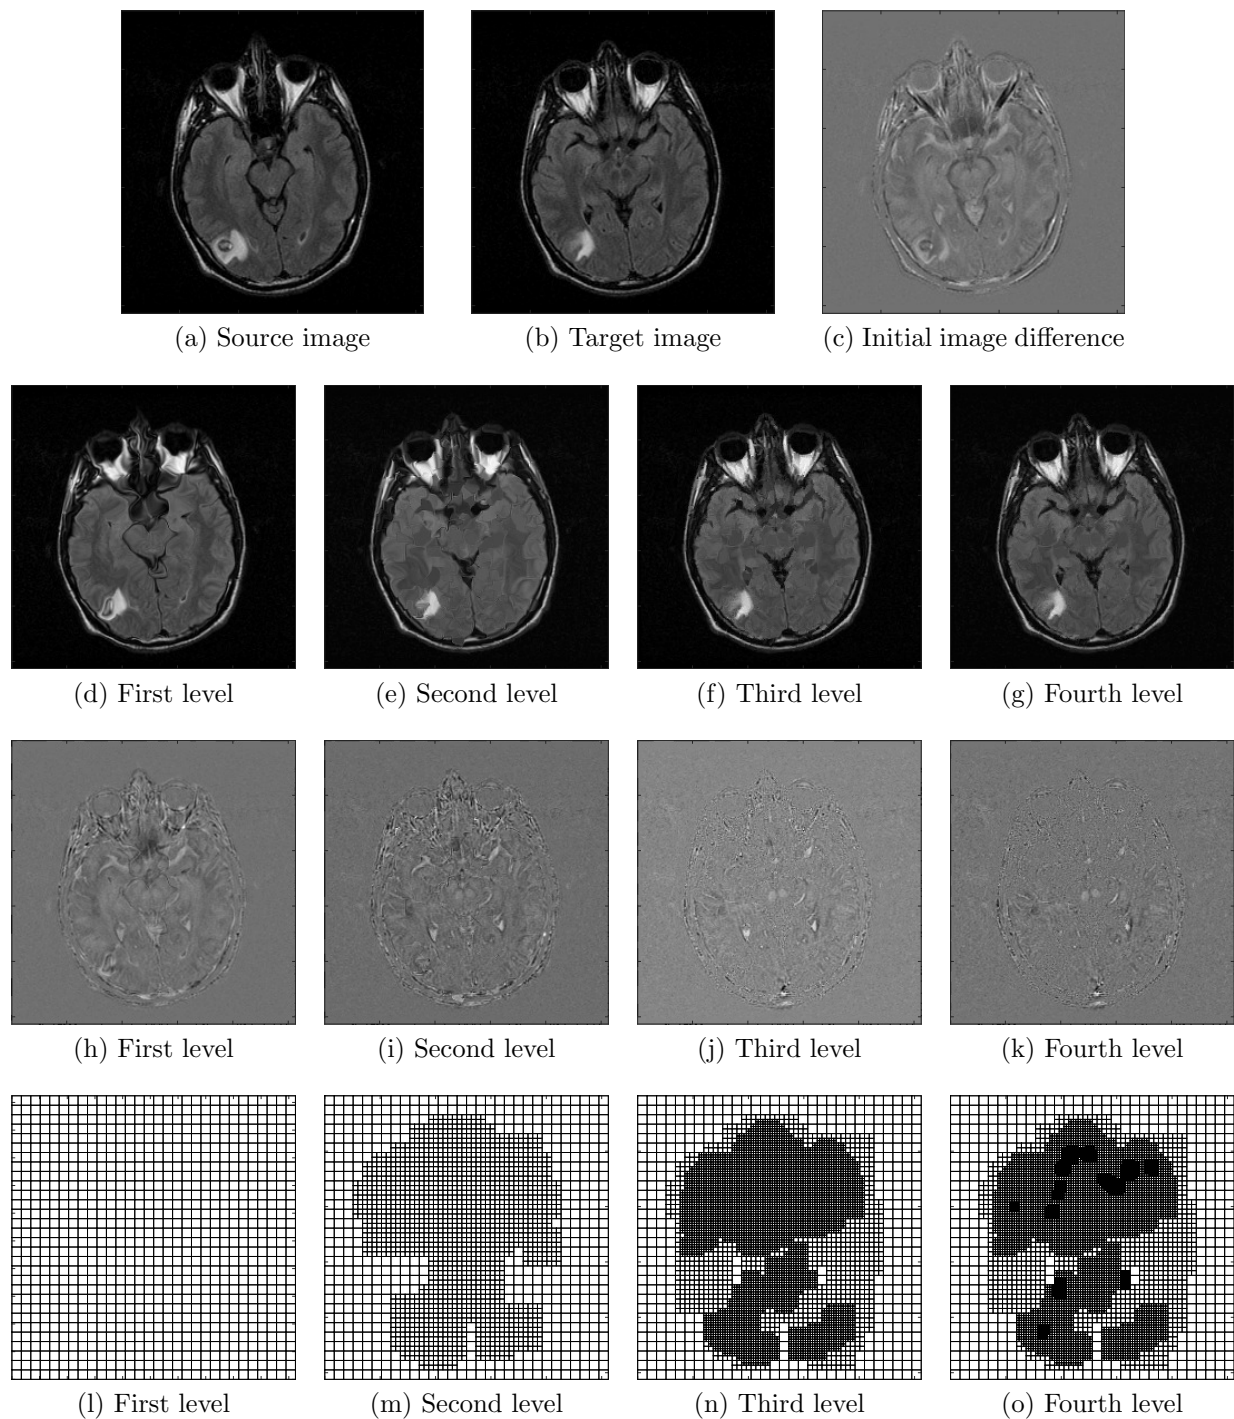 (a) Source image
(b) Target image
(c) Initial image difference
(d) First level
(e) Second level
(f) Third level
(g) Fourth level
(h) First level
(i) Second level
(j) Third level
(k) Fourth level
(l) First level
(m) Second level
(n) Third level
(o) Fourth level